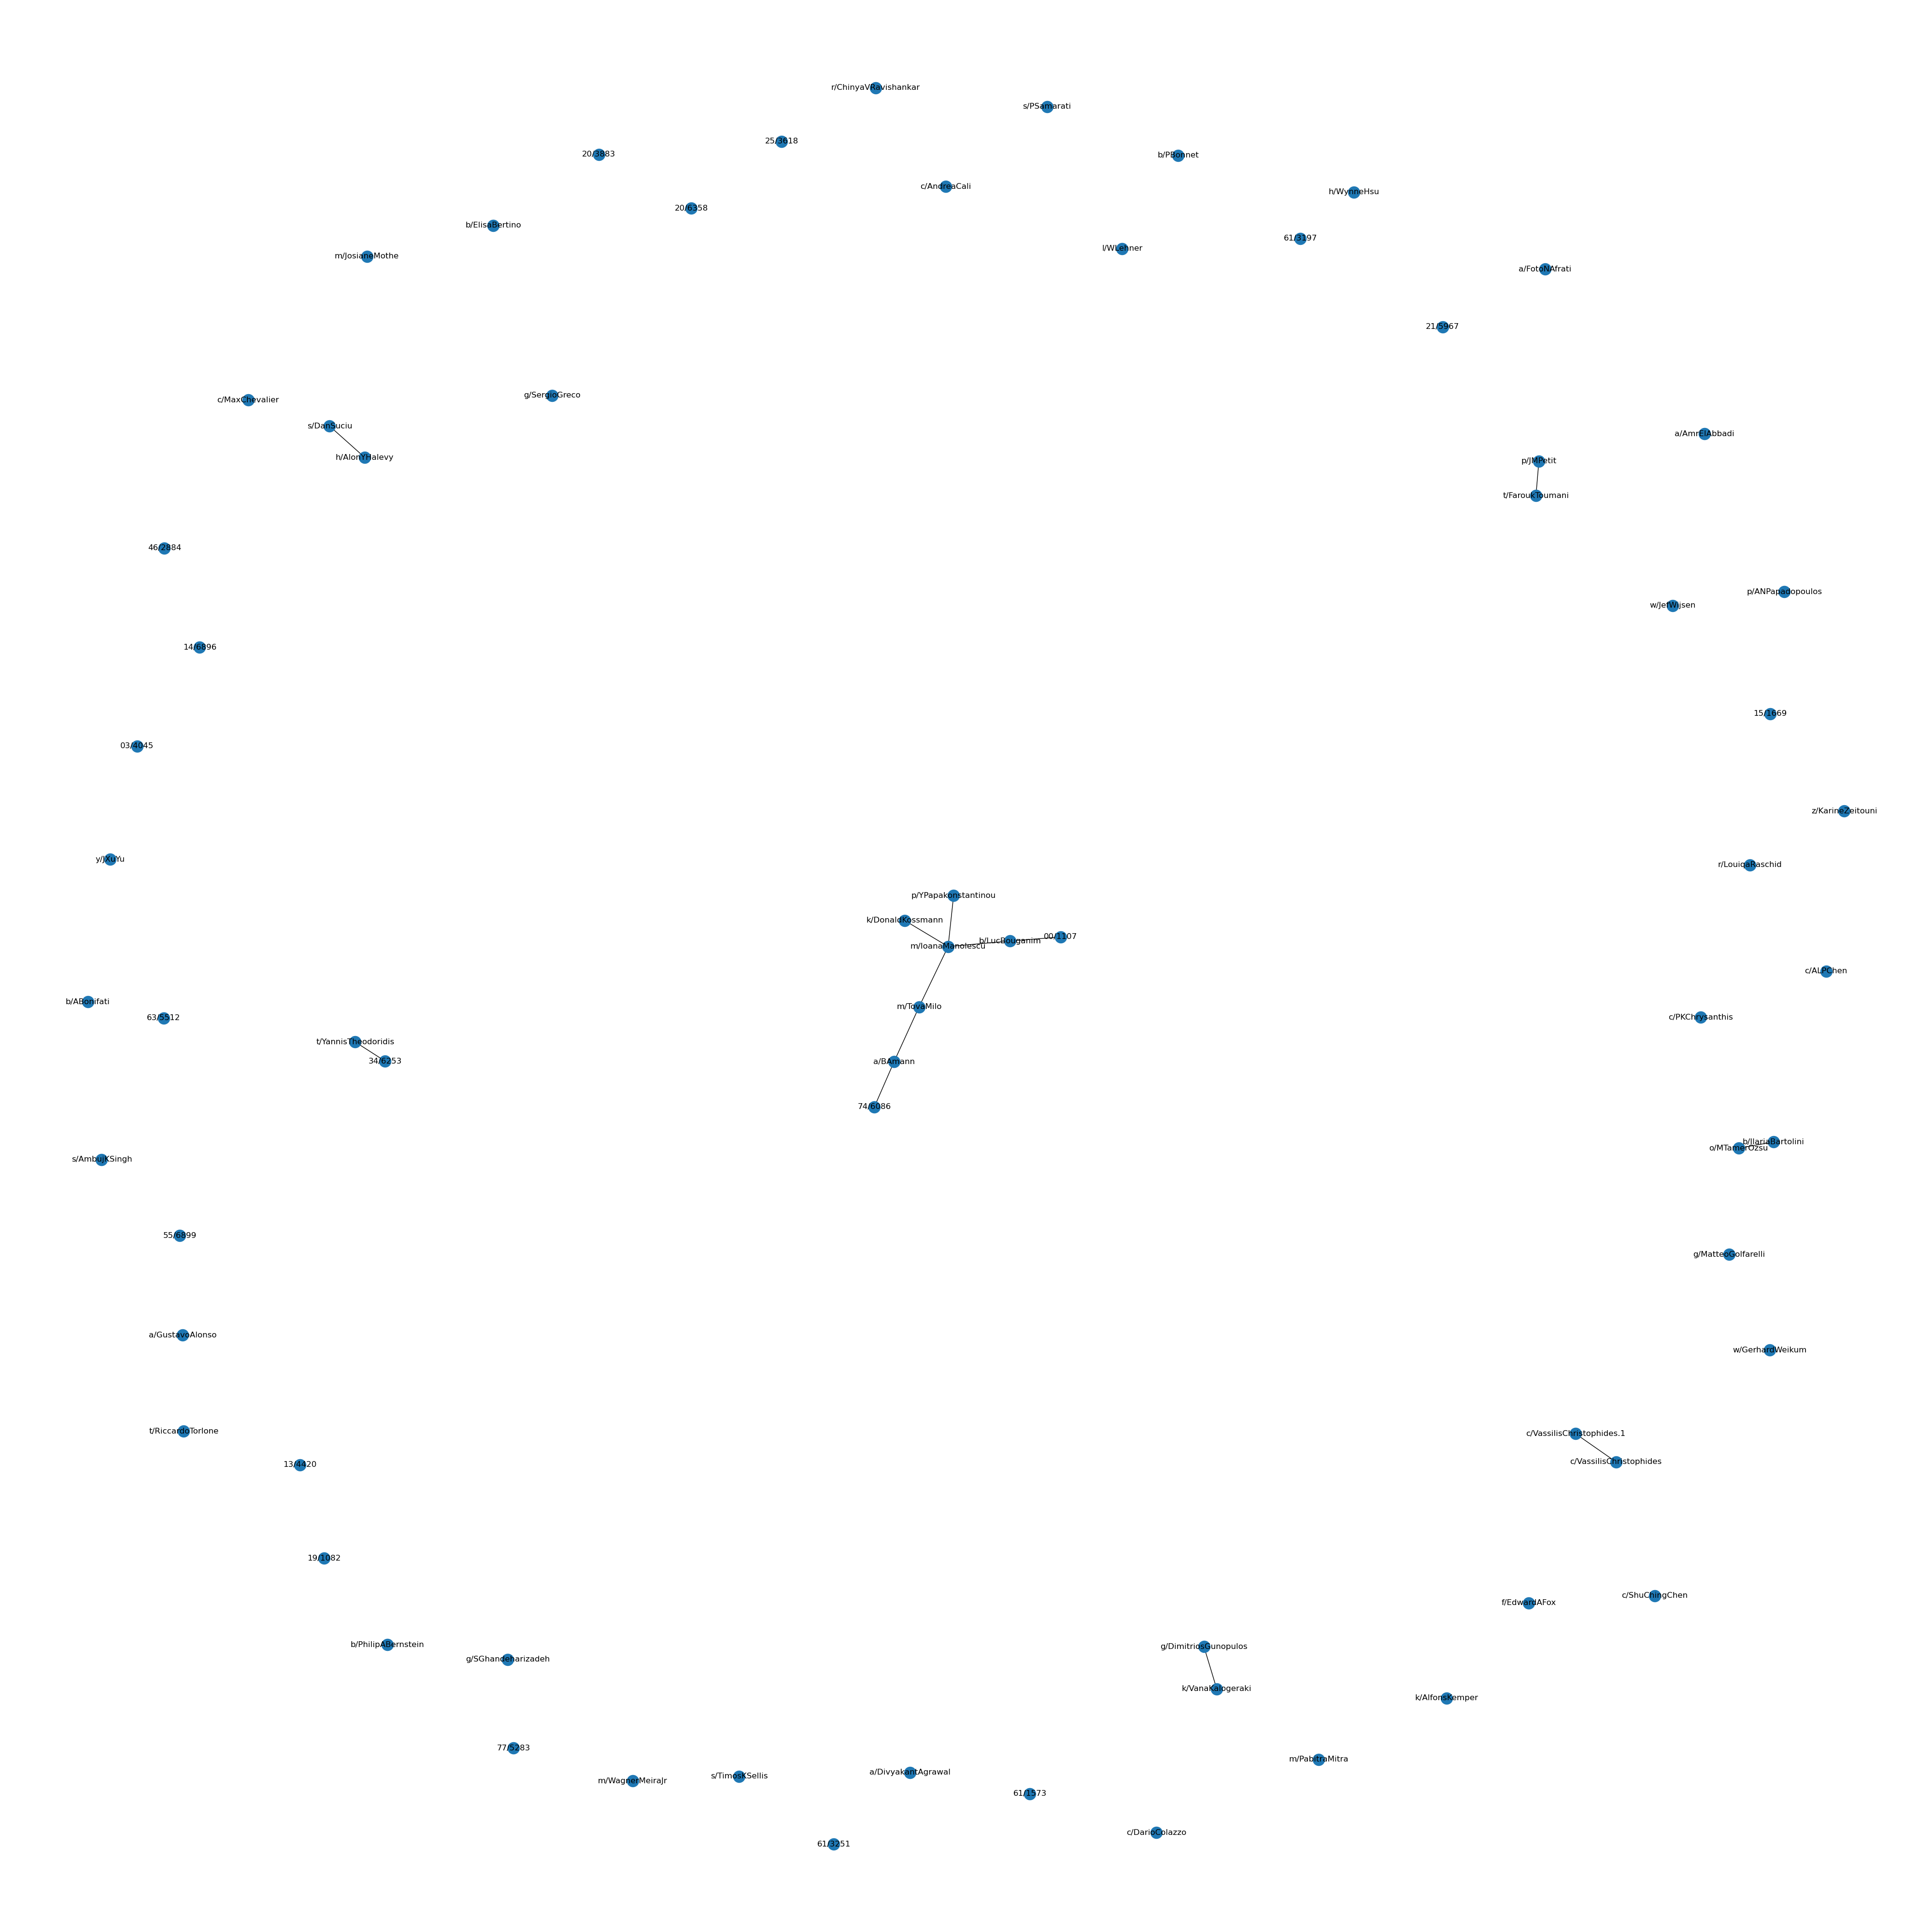 r/ChinyaVRavishankar
s/PSamarati
25/3618
20/3883
b/PBonnet
c/AndreaCali
h/WynneHsu
20/6358
b/ElisaBertino
61/3197
l/WLehner
m/JosianeMothe
a/FotoNAfrati
21/5967
g/SergioGreco
c/MaxChevalier
s/DanSuciu
a/AmrElAbbadi
h/AlonYHalevy
p/JMPetit
t/FaroukToumani
46/2884
p/ANPapadopoulos
w/JefWijsen
14/6896
15/1669
03/4045
z/KarineZeitouni
y/JXuYu
r/LouiqaRaschid
p/YPapakonstantinou
k/DonaldKossmann
00/1107
b/LucBouganim
m/IoanaManolescu
c/ALPChen
b/ABonifati
m/TovaMilo
63/5512
c/PKChrysanthis
t/YannisTheodoridis
34/6253
a/BAmann
74/6086
b/IlariaBartolini
o/MTamerOzsu
s/AmbujKSingh
55/6899
g/MatteoGolfarelli
a/GustavoAlonso
w/GerhardWeikum
t/RiccardoTorlone
c/VassilisChristophides.1
c/VassilisChristophides
13/4420
19/1082
c/ShuChingChen
f/EdwardAFox
b/PhilipABernstein
g/DimitriosGunopulos
g/SGhandeharizadeh
k/VanaKalogeraki
k/AlfonsKemper
77/5283
m/PabitraMitra
a/DivyakantAgrawal
s/TimosKSellis
m/WagnerMeiraJr
61/1573
c/DarioColazzo
61/3251